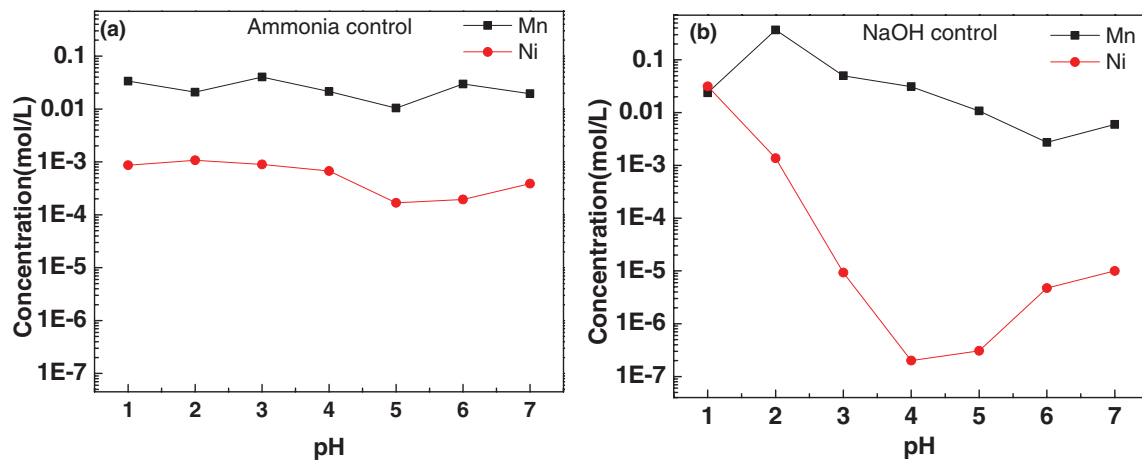 (a) Ammonia control
Mn
Ni
Concentration(mol/L)
0.1
0.01
1E-3
1E-4
1E-5
1E-6
1E-7
1 2 3 4 5 6 7
pH
(b) NaOH control
Mn
Ni
Concentration(mol/L)
0.1
0.01
1E-3
1E-4
1E-5
1E-6
1E-7
1 2 3 4 5 6 7
pH